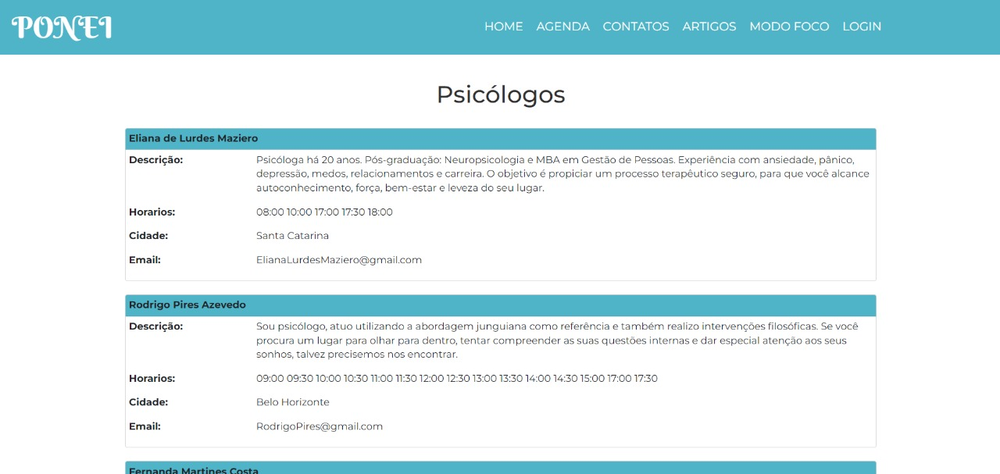 PONEI
HOME AGENDA CONTATOS ARTIGOS MODO FOCO LOGIN
Psicólogos
Eliana de Lurdes Maziero
Descrição: Psicóloga há 20 anos. Pós-graduação: Neuropsicologia e MBA em Gestão de Pessoas. Experiência com ansiedade, pânico,
depressão, medos, relacionamentos e carreira. O objetivo é propiciar um processo terapêutico seguro, para que você alcance
autoconhecimento, força, bem-estar e leveza do seu lugar.
Horarios: 08:00 10:00 17:00 17:30 18:00
Cidade: Santa Catarina
Email: ElianaLurdesMaziero@gmail.com
Rodrigo Pires Azevedo
Descrição: Sou psicólogo, atuo utilizando a abordagem junguiana como referência e também realizo intervenções filosóficas. Se você
procura um lugar para olhar para dentro, tentar compreender as suas questões internas e dar especial atenção aos seus
sonhos, talvez precisemos nos encontrar.
Horarios: 09:00 09:30 10:00 10:30 11:00 11:30 12:00 12:30 13:00 13:30 14:00 14:30 15:00 17:00 17:30
Cidade: Belo Horizonte
Email: RodrigoPires@gmail.com
Fernanda Martines Costa